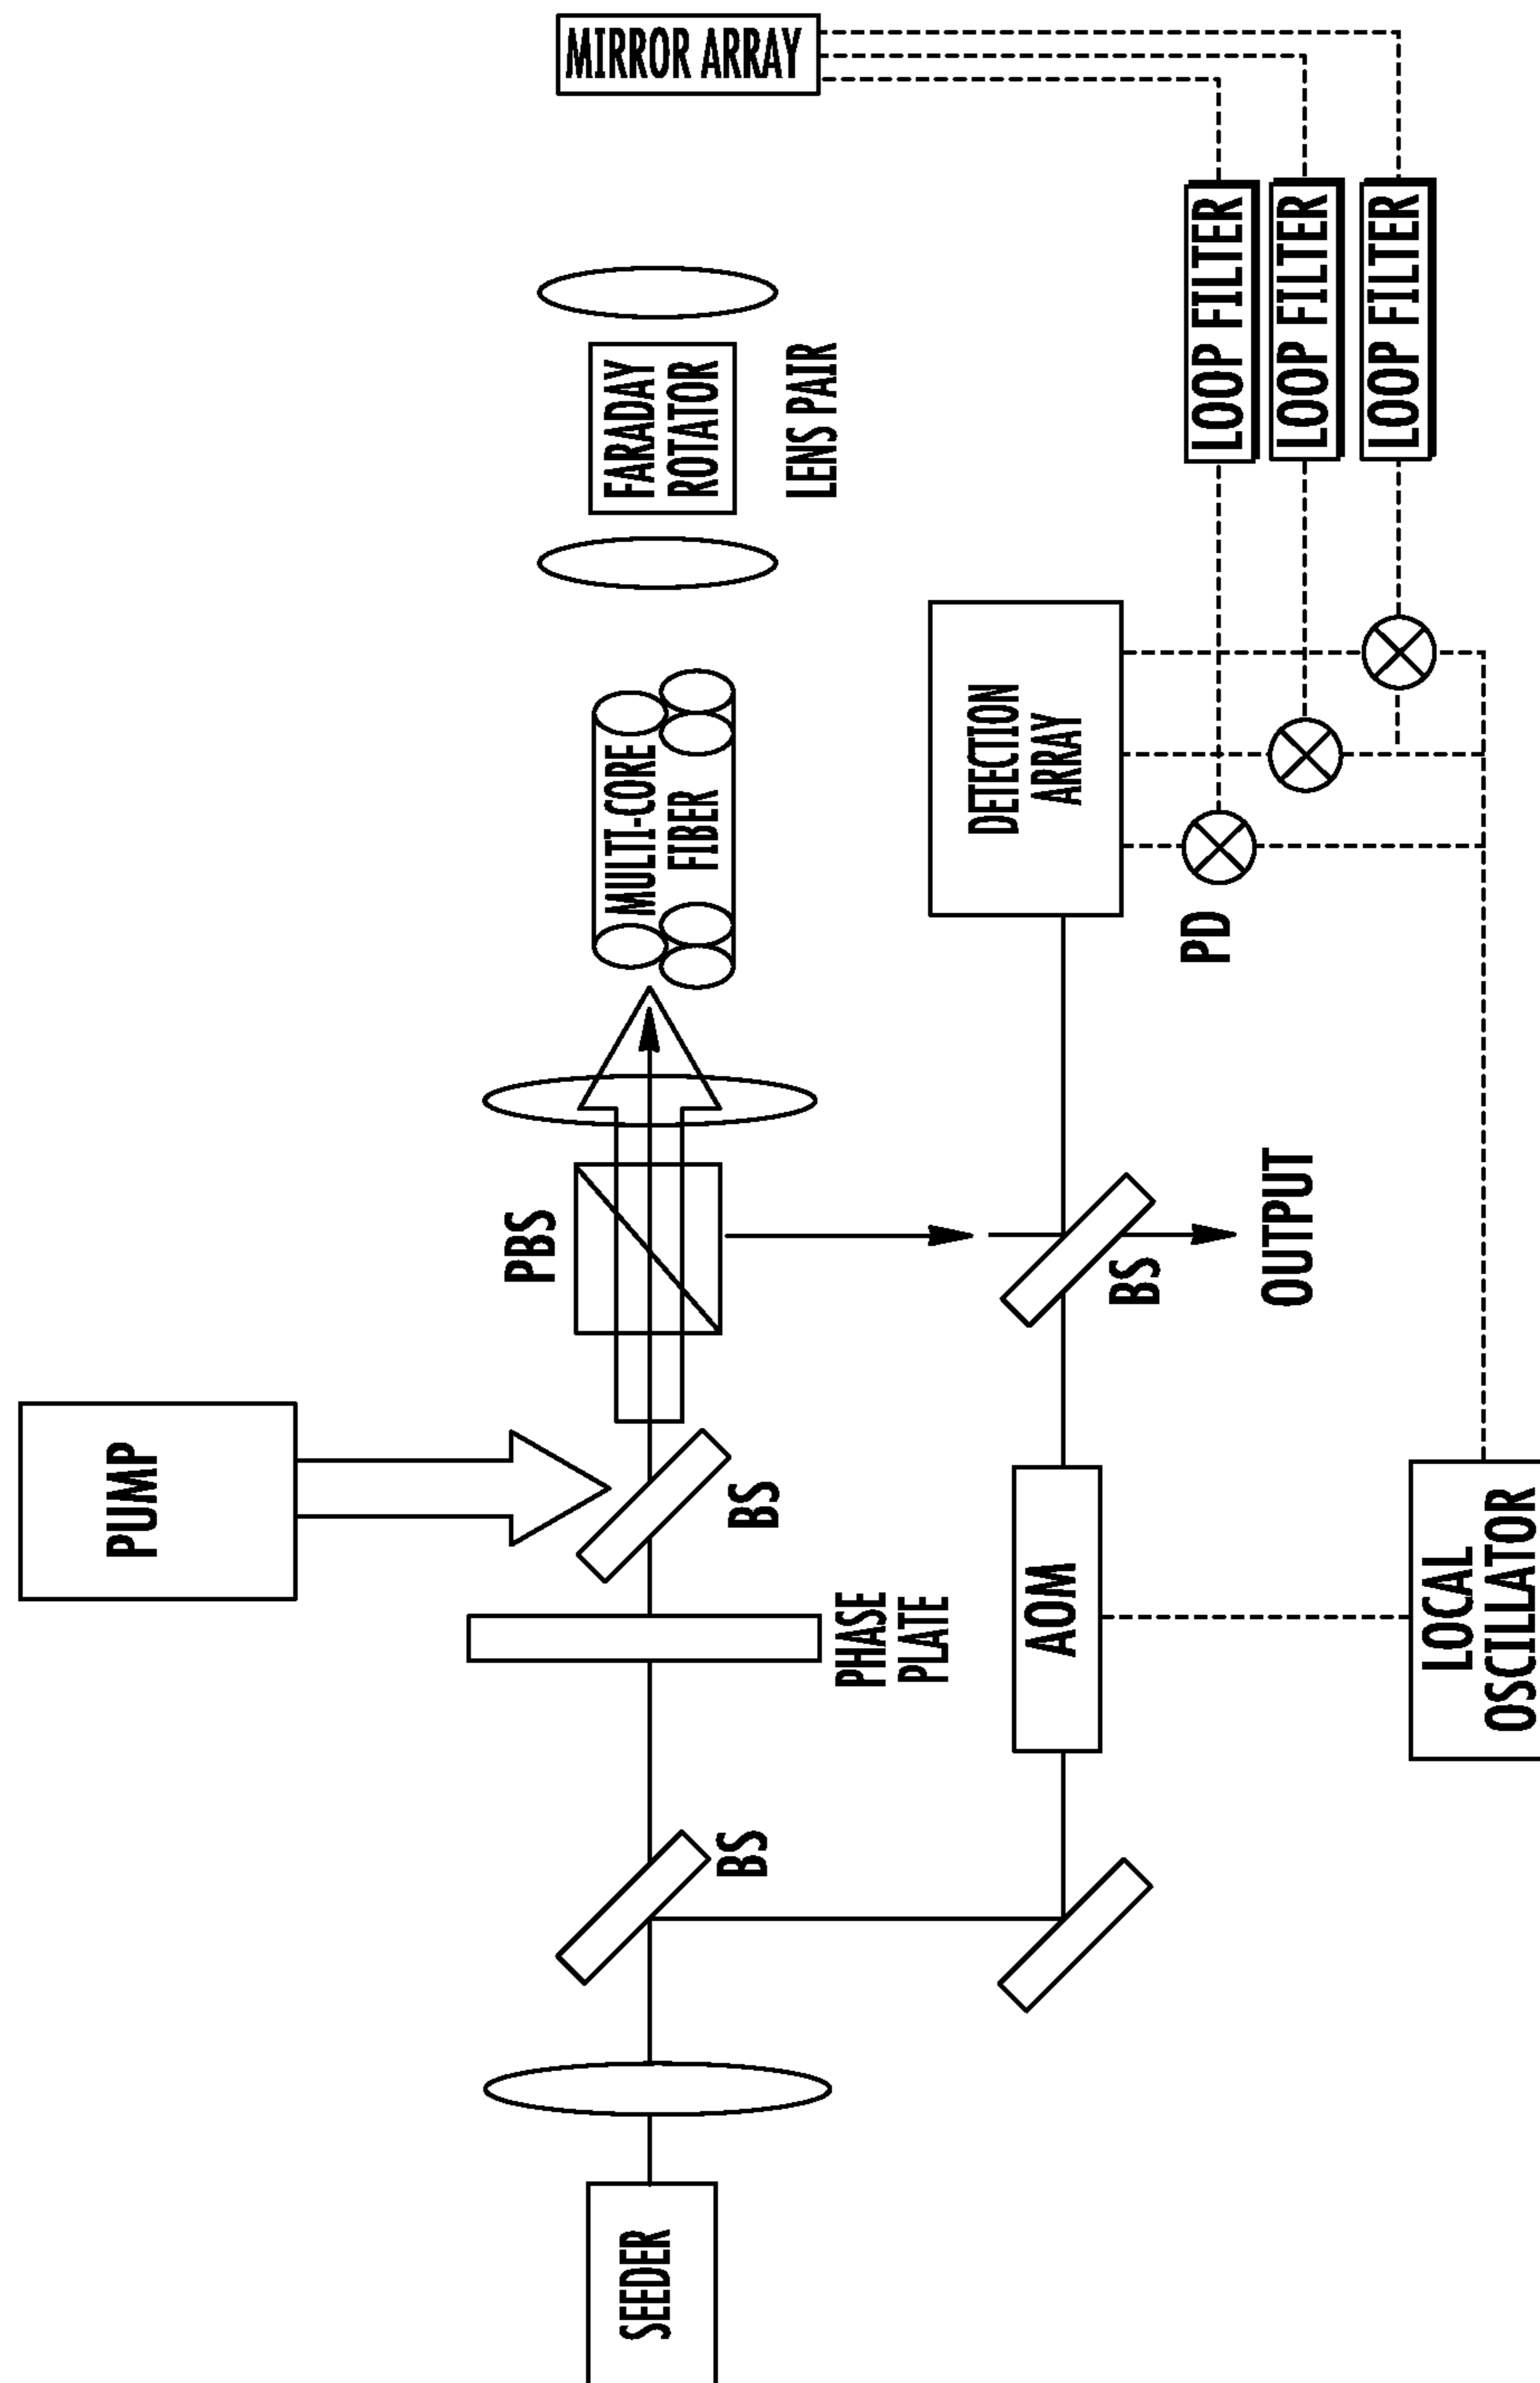 MIRROR ARRAY
FARADAY
ROTATOR
LENS PAIR
LOOP FILTER
LOOP FILTER
LOOP FILTER
MULTI-CORE
FIBER
DETECTION
ARRAY
PD
PBS
BS
OUTPUT
PUMP
BS
PHASE
PLATE
AOM
LOCAL
OSCILLATOR
BS
SEEDER